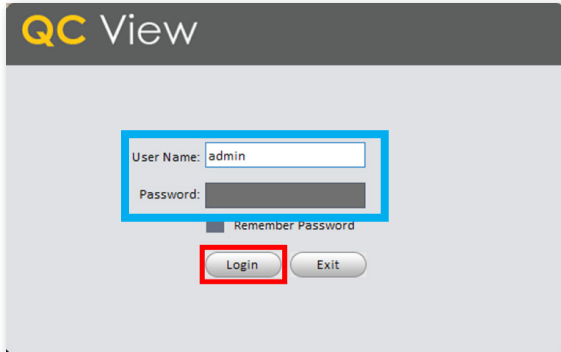 QC View
User Name: admin
Password:
Remember Password
Login Exit